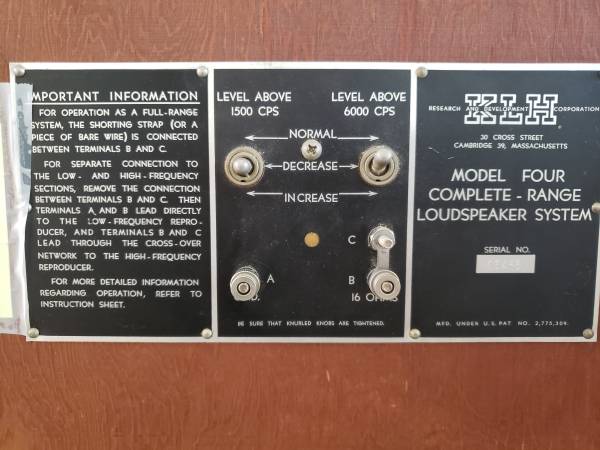 IMPORTANT INFORMATION
FOR OPERATION AS A FULL-RANGE
SYSTEM, THE SHORTING STRAP (OR A
PIECE OF BARE WIRE) IS CONNECTED
BETWEEN TERMINALS B AND C.
FOR SEPARATE CONNECTION TO
THE LOW- AND HIGH-FREQUENCY
SECTIONS, REMOVE THE CONNECTION
BETWEEN TERMINALS B AND C. THEN
TERMINALS A AND B LEAD DIRECTLY
TO THE LOW-FREQUENCY REPRO-
DUCER, AND TERMINALS B AND C
LEAD THROUGH THE CROSS-OVER
NETWORK TO THE HIGH-FREQUENCY
REPRODUCER.
FOR MORE DETAILED INFORMATION
REGARDING OPERATION, REFER TO
INSTRUCTION SHEET.
LEVEL ABOVE
1500 CPS
LEVEL ABOVE
6000 CPS
NORMAL
DECREASE
INCREASE
C
A
B
16 OHMS
BE SURE THAT KNURLED KNOBS ARE TIGHTENED.
RESEARCH AND DEVELOPMENT CORPORATION
KLH
30 CROSS STREET
CAMBRIDGE 39, MASSACHUSETTS
MODEL FOUR
COMPLETE-RANGE
LOUDSPEAKER SYSTEM
SERIAL NO.
MFD. UNDER U.S. PAT NO. 2,775,309.